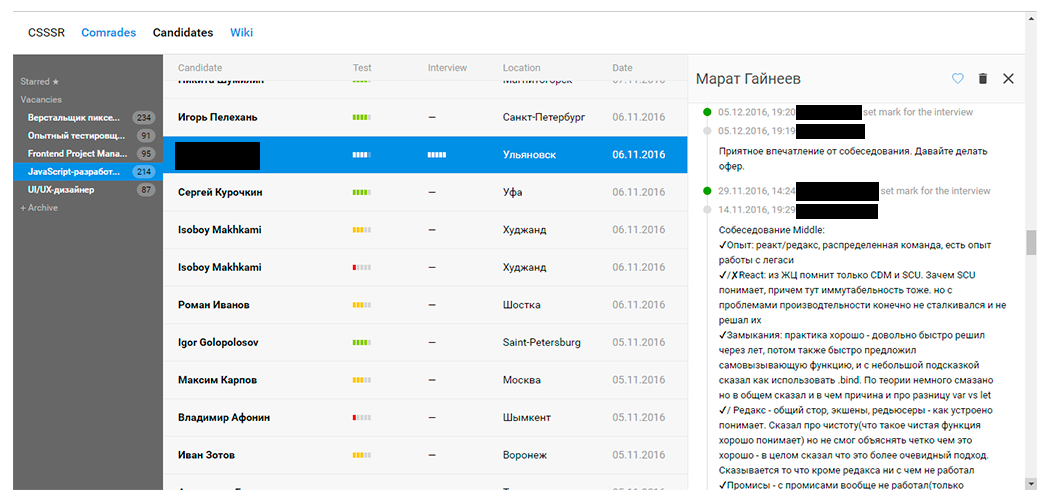 CSSSR Comrades Candidates Wiki
Starred ★
Vacancies
Верстальщик пиксе... 234
Опытный тестировщ... 91
Frontend Project Mana... 95
JavaScript-разработ... 214
UI/UX-дизайнер 87
+ Archive
Candidate Test Interview Location Date
Никита Шумилин Магнитогорск 07.11.2016
Игорь Пелехань — Санкт-Петербург 06.11.2016
Ульяновск 06.11.2016
Сергей Курочкин — Уфа 06.11.2016
Isoboy Makhkami — Худжанд 06.11.2016
Isoboy Makhkami — Худжанд 06.11.2016
Роман Иванов — Шостка 06.11.2016
Igor Golopolosov — Saint-Petersburg 05.11.2016
Максим Карпов — Москва 05.11.2016
Владимир Афонин — Шымкент 05.11.2016
Иван Зотов — Воронеж 05.11.2016
Марат Гайнеев
05.12.2016, 19:20 set mark for the interview
05.12.2016, 19:19
Приятное впечатление от собеседования. Давайте делать
офер.
29.11.2016, 14:24 set mark for the interview
14.11.2016, 19:29
Собеседование Middle:
✓Опыт: реакт/редакс, распределенная команда, есть опыт
работы с легаси
✓/✗React: из ЖЦ помнит только CDM и SCU. Зачем SCU
понимает, причем тут иммутабельность тоже. но с
проблемами производтельности конечно не сталкивался и не
решал их
✓Замыкания: практика хорошо - довольно быстро решил
через лет, потом также быстро предложил
самовызывающую функцию, и с небольшой подсказкой
сказал как использовать .bind. По теории немного смазано
но в общем сказал и в чем причина и про разницу var vs let
✓/ Редакс - общий стор, экшены, редьюсеры - как устроено
понимает. Сказал про чистоту(что такое чистая функция
хорошо понимает) но не смог объяснять четко чем это
хорошо - в целом сказал что это более очевидный подход.
Сказывается то что кроме редакса ни с чем не работал
✓Промисы - с промисами вообще не работал(только